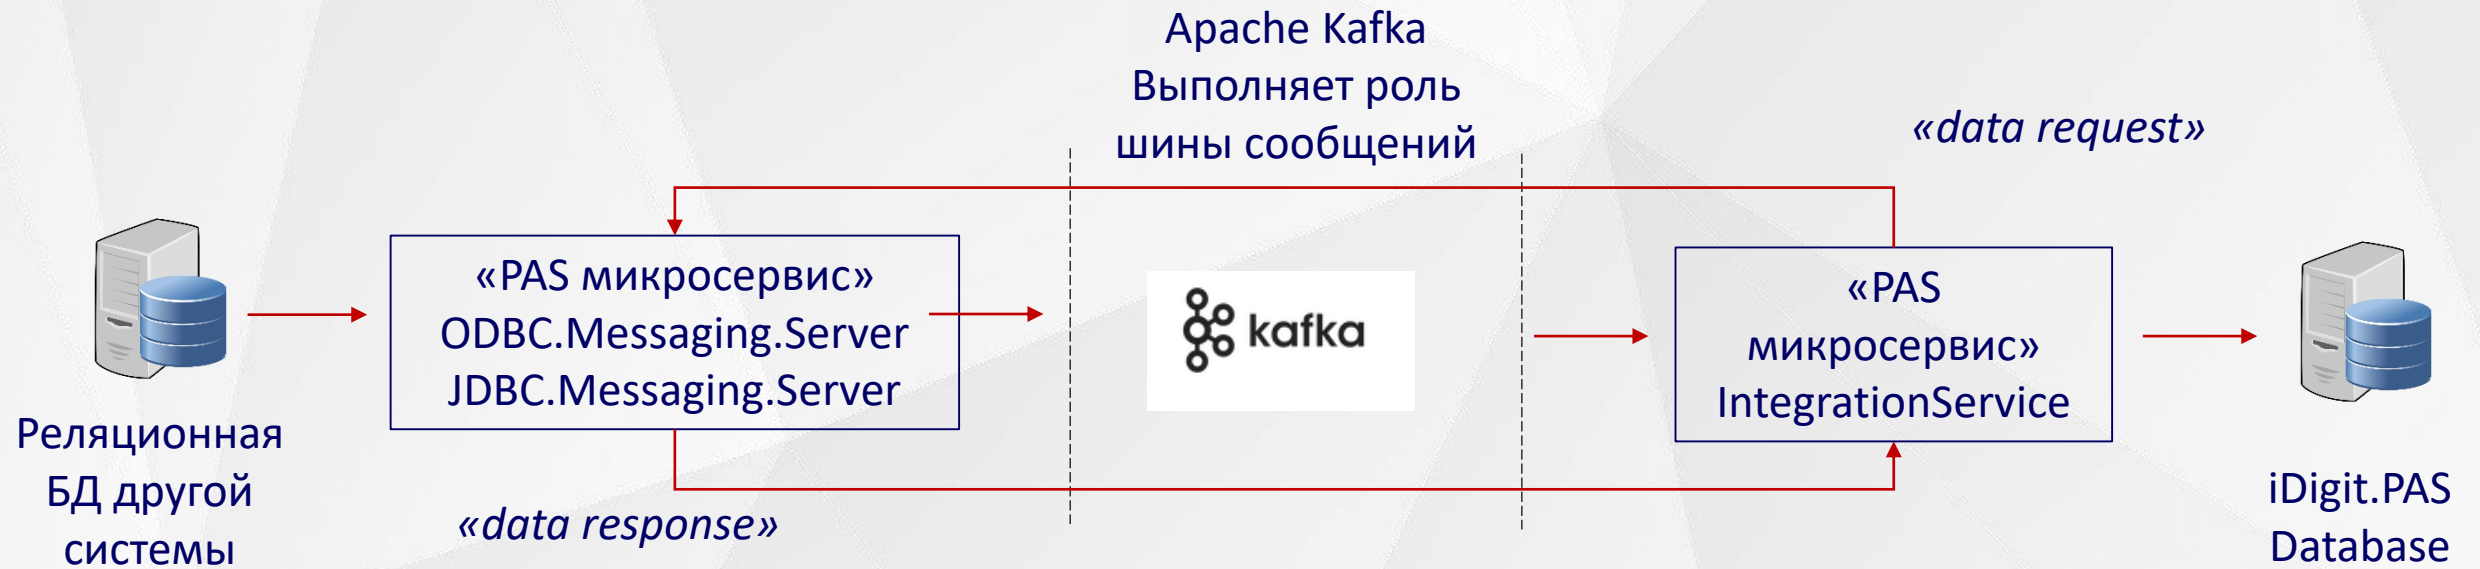 Apache Kafka
Выполняет роль
шины сообщений
«data request»
«PAS микросервис»
ODBC.Messaging.Server
JDBC.Messaging.Server
kafka
«PAS
микросервис»
IntegrationService
Реляционная
БД другой
системы
«data response»
iDigit.PAS
Database